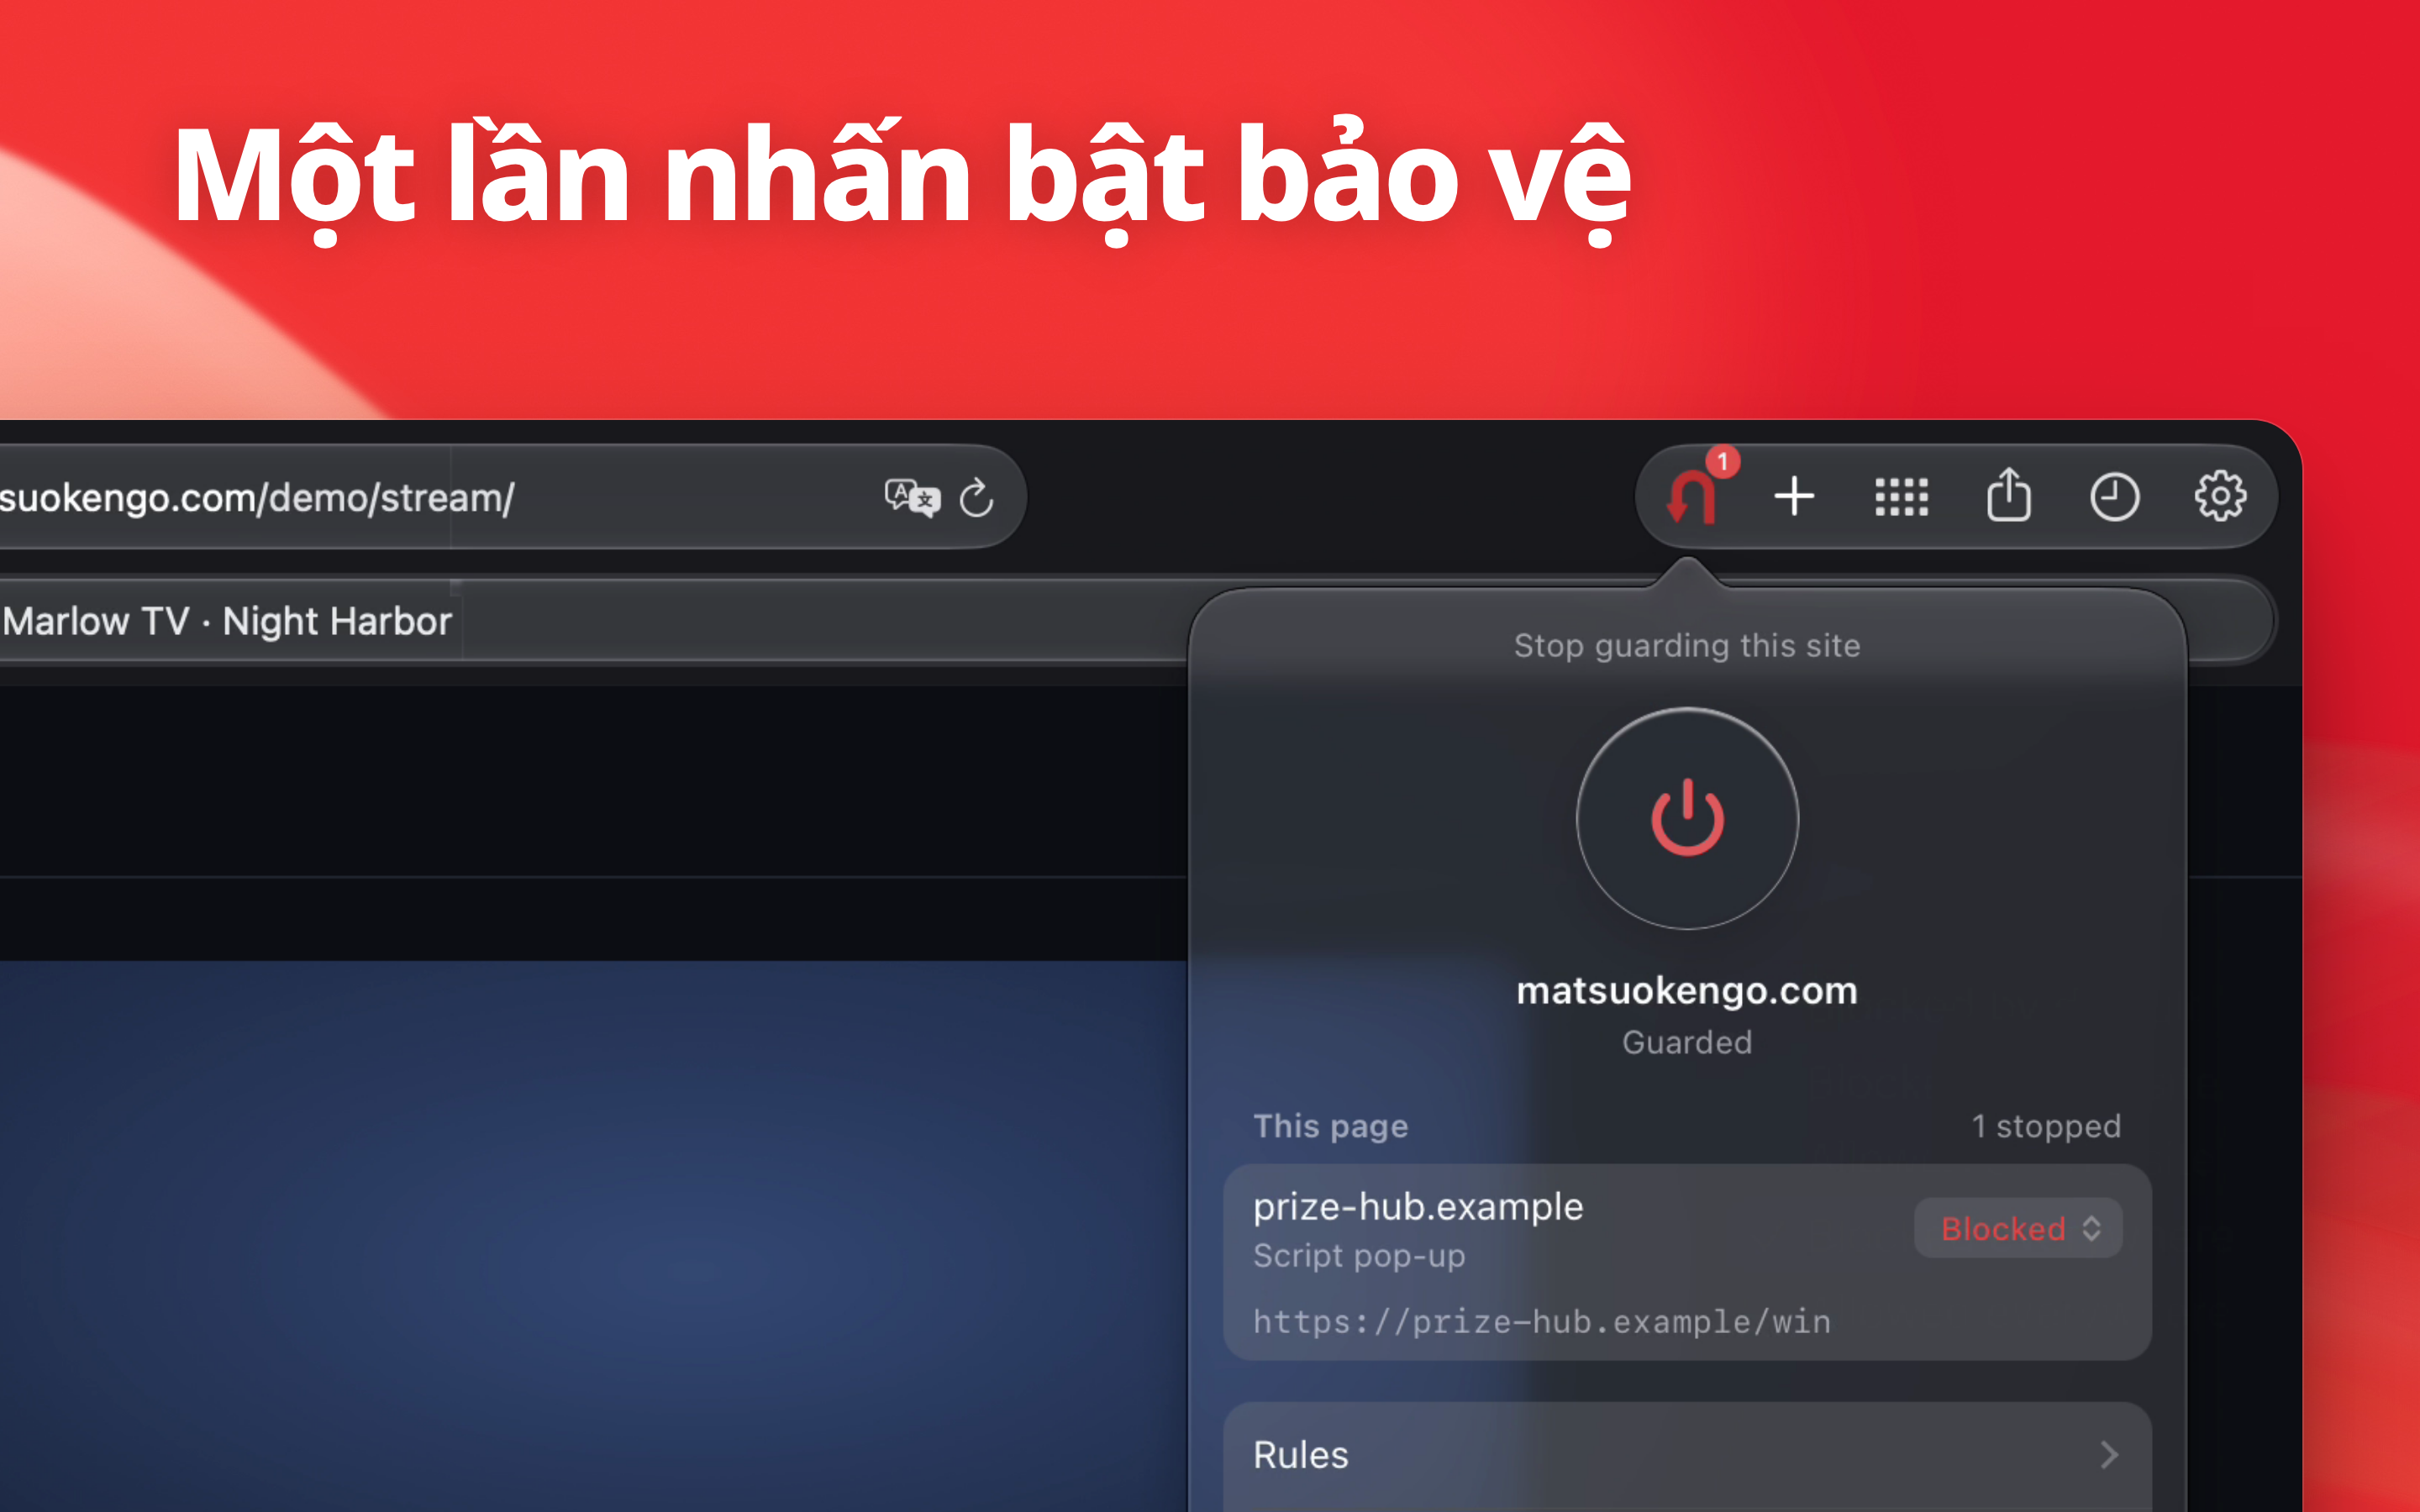 Một lần nhấn bật bảo vệ
suokengo.com/demo/stream/
1
Marlow TV · Night Harbor
Stop guarding this site
matsuokengo.com
Guarded
This page
1 stopped
prize-hub.example
Blocked
Script pop-up
https://prize-hub.example/win
Rules